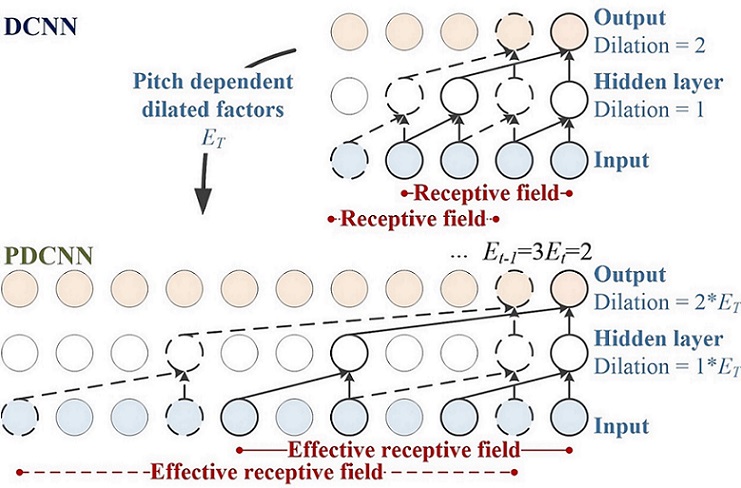 DCNN
Output
Dilation = 2
Pitch dependent
dilated factors
E_T
Hidden layer
Dilation = 1
Input
Receptive field
Receptive field
PDCNN
... E_{t-1}=3E_t=2
Output
Dilation = 2*E_T
Hidden layer
Dilation = 1*E_T
Input
Effective receptive field
Effective receptive field